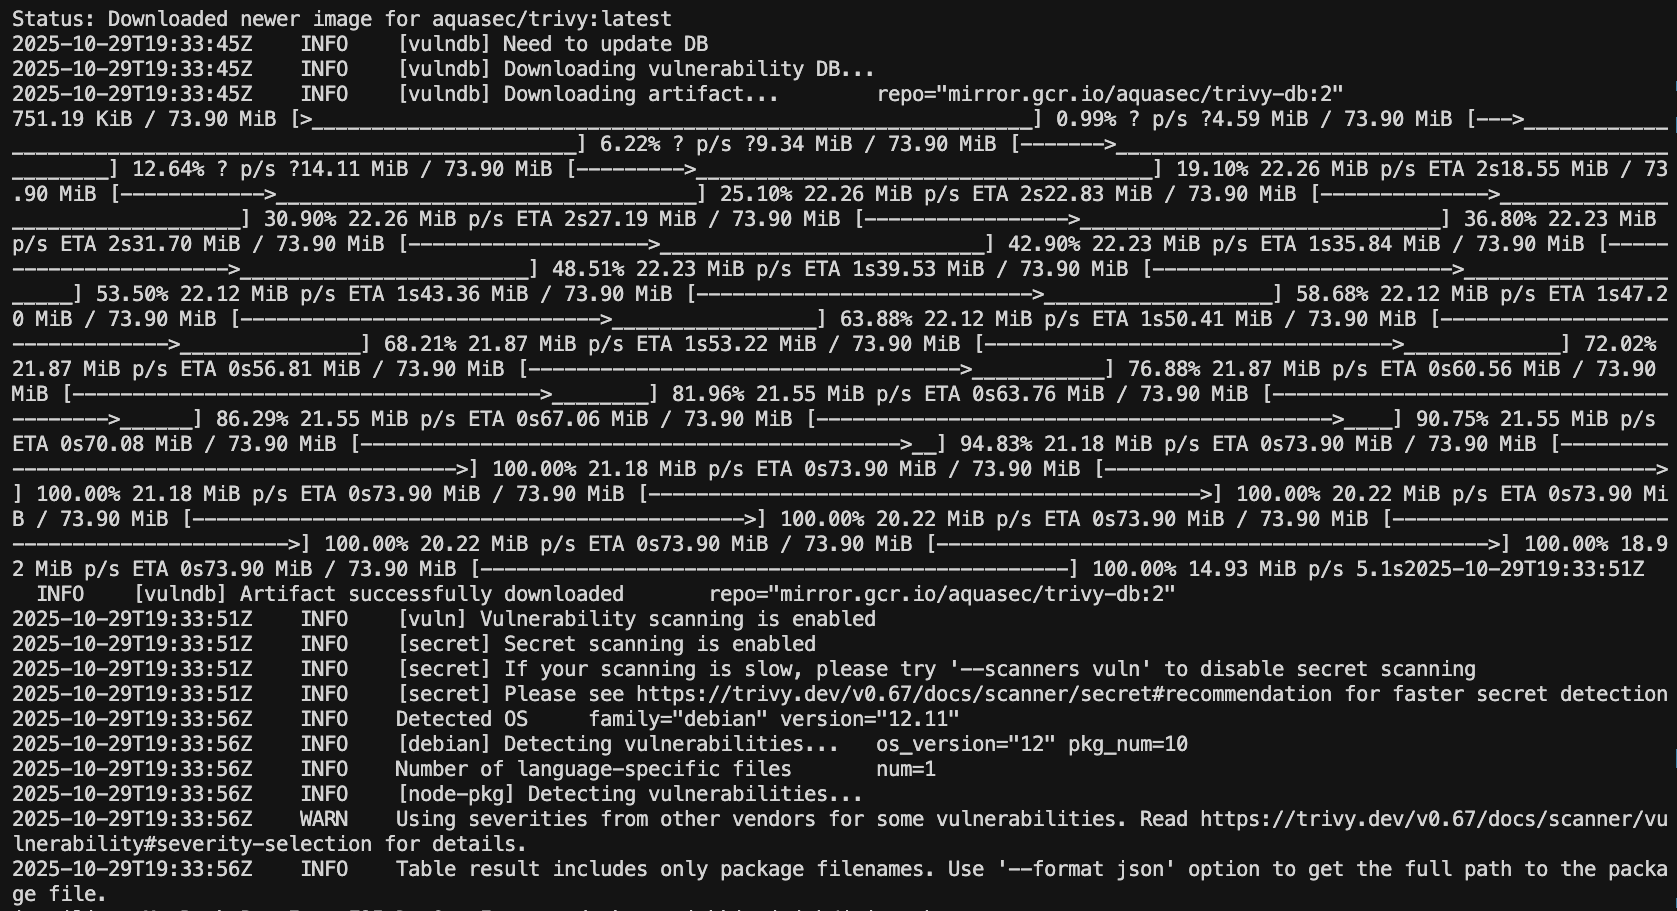 Status: Downloaded newer image for aquasec/trivy:latest
2025-10-29T19:33:45Z    INFO    [vulndb] Need to update DB
2025-10-29T19:33:45Z    INFO    [vulndb] Downloading vulnerability DB...
2025-10-29T19:33:45Z    INFO    [vulndb] Downloading artifact...        repo="mirror.gcr.io/aquasec/trivy-db:2"
751.19 KiB / 73.90 MiB [>____________________________________________________________] 0.99% ? p/s ?4.59 MiB / 73.90 MiB [--->____________
_______________________________________________] 6.22% ? p/s ?9.34 MiB / 73.90 MiB [------->______________________________________________
________] 12.64% ? p/s ?14.11 MiB / 73.90 MiB [--------->______________________________________] 19.10% 22.26 MiB p/s ETA 2s18.55 MiB / 73
.90 MiB [------------>___________________________________] 25.10% 22.26 MiB p/s ETA 2s22.83 MiB / 73.90 MiB [-------------->______________
___________________] 30.90% 22.26 MiB p/s ETA 2s27.19 MiB / 73.90 MiB [----------------->______________________________] 36.80% 22.23 MiB
p/s ETA 2s31.70 MiB / 73.90 MiB [-------------------->___________________________] 42.90% 22.23 MiB p/s ETA 1s35.84 MiB / 73.90 MiB [-----
------------------>________________________] 48.51% 22.23 MiB p/s ETA 1s39.53 MiB / 73.90 MiB [------------------------->_________________
_____] 53.50% 22.12 MiB p/s ETA 1s43.36 MiB / 73.90 MiB [---------------------------->___________________] 58.68% 22.12 MiB p/s ETA 1s47.2
0 MiB / 73.90 MiB [------------------------------>_________________] 63.88% 22.12 MiB p/s ETA 1s50.41 MiB / 73.90 MiB [-------------------
------------->_______________] 68.21% 21.87 MiB p/s ETA 1s53.22 MiB / 73.90 MiB [---------------------------------->_____________] 72.02%
21.87 MiB p/s ETA 0s56.81 MiB / 73.90 MiB [------------------------------------>___________] 76.88% 21.87 MiB p/s ETA 0s60.56 MiB / 73.90
MiB [--------------------------------------->________] 81.96% 21.55 MiB p/s ETA 0s63.76 MiB / 73.90 MiB [---------------------------------
-------->______] 86.29% 21.55 MiB p/s ETA 0s67.06 MiB / 73.90 MiB [------------------------------------------->____] 90.75% 21.55 MiB p/s
ETA 0s70.08 MiB / 73.90 MiB [--------------------------------------------->__] 94.83% 21.18 MiB p/s ETA 0s73.90 MiB / 73.90 MiB [---------
------------------------------------->] 100.00% 21.18 MiB p/s ETA 0s73.90 MiB / 73.90 MiB [---------------------------------------------->
] 100.00% 21.18 MiB p/s ETA 0s73.90 MiB / 73.90 MiB [---------------------------------------------->] 100.00% 20.22 MiB p/s ETA 0s73.90 Mi
B / 73.90 MiB [---------------------------------------------->] 100.00% 20.22 MiB p/s ETA 0s73.90 MiB / 73.90 MiB [-----------------------
----------------------->] 100.00% 20.22 MiB p/s ETA 0s73.90 MiB / 73.90 MiB [---------------------------------------------->] 100.00% 18.9
2 MiB p/s ETA 0s73.90 MiB / 73.90 MiB [-------------------------------------------------] 100.00% 14.93 MiB p/s 5.1s2025-10-29T19:33:51Z
  INFO    [vulndb] Artifact successfully downloaded       repo="mirror.gcr.io/aquasec/trivy-db:2"
2025-10-29T19:33:51Z    INFO    [vuln] Vulnerability scanning is enabled
2025-10-29T19:33:51Z    INFO    [secret] Secret scanning is enabled
2025-10-29T19:33:51Z    INFO    [secret] If your scanning is slow, please try '--scanners vuln' to disable secret scanning
2025-10-29T19:33:51Z    INFO    [secret] Please see https://trivy.dev/v0.67/docs/scanner/secret#recommendation for faster secret detection
2025-10-29T19:33:56Z    INFO    Detected OS     family="debian" version="12.11"
2025-10-29T19:33:56Z    INFO    [debian] Detecting vulnerabilities...   os_version="12" pkg_num=10
2025-10-29T19:33:56Z    INFO    Number of language-specific files       num=1
2025-10-29T19:33:56Z    INFO    [node-pkg] Detecting vulnerabilities...
2025-10-29T19:33:56Z    WARN    Using severities from other vendors for some vulnerabilities. Read https://trivy.dev/v0.67/docs/scanner/vu
lnerability#severity-selection for details.
2025-10-29T19:33:56Z    INFO    Table result includes only package filenames. Use '--format json' option to get the full path to the packa
ge file.